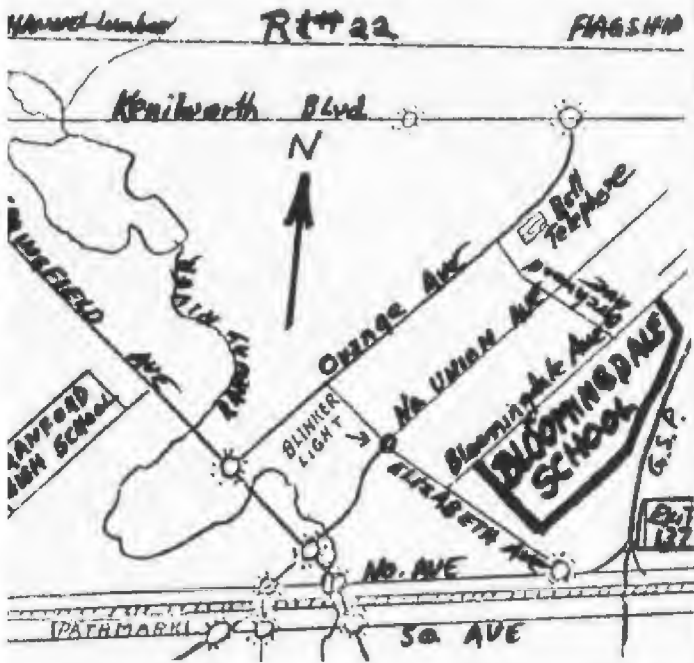 Rt# 22
FLAGSHIP
Kenilworth Blvd.
N
Bell
Telephone
RIVER
AVE
Orange AVE
No UNION AVE
Bloomingdale Ave
BLOOMINGDALE
SCHOOL
BLINKER
LIGHT
HIGH SCHOOL
ELIZABETH AVE
G.S.P.
EXIT
137
No. AVE
PATHMARK
So AVE